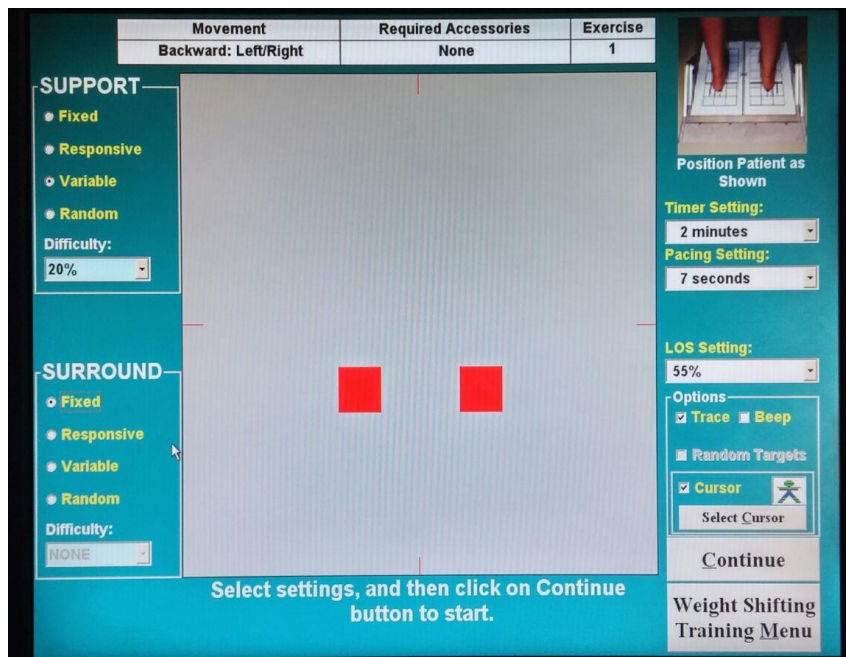 Movement
Required Accessories
Exercise
Backward: Left/Right
None
1
SUPPORT
Fixed
Responsive
Variable
Random
Difficulty:
20%
SURROUND
Fixed
Responsive
Variable
Random
Difficulty:
NONE
Select settings, and then click on Continue
button to start.
Position Patient as
Shown
Timer Setting:
2 minutes
Pacing Setting:
7 seconds
LOS Setting:
55%
Options
Trace Beep
Random Targets
Cursor
Select Cursor
Continue
Weight Shifting
Training Menu